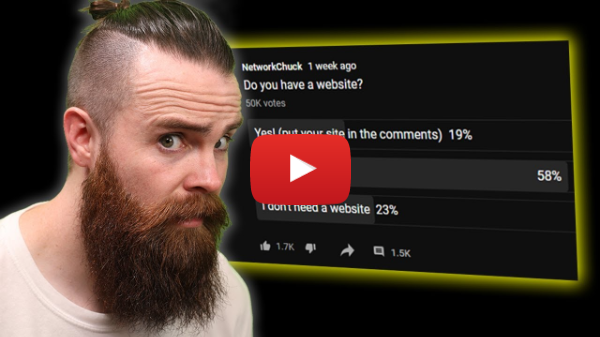 NetworkChuck 1 week ago
Do you have a website?
50K votes
Yes! (put your site in the comments) 19%
58%
I don't need a website 23%
1.7K 1.5K